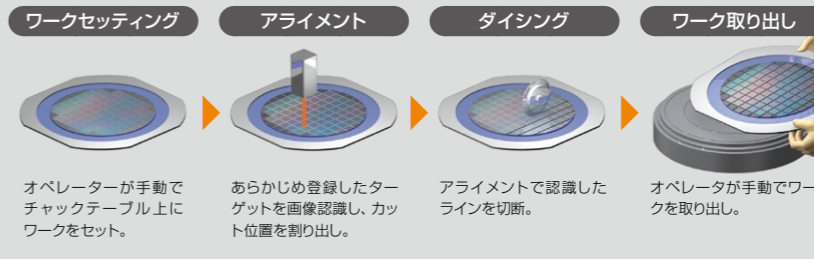 ワークセッティング
アライメント
ダイシング
ワーク取り出し
オペレーターが手動で
チャックテーブル上に
ワークをセット。
あらかじめ登録したター
ゲットを画像認識し、カッ
ト位置を割り出し。
アライメントで認識した
ラインを切断。
オペレータが手動でワー
クを取り出し。